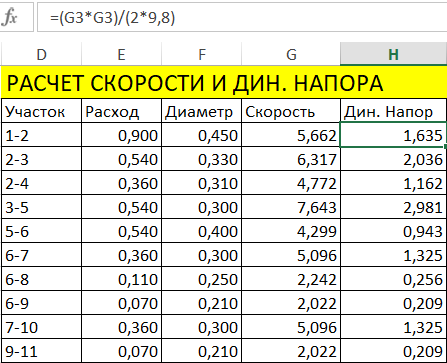 fx =(G3*G3)/(2*9,8)
D E F G H
РАСЧЕТ СКОРОСТИ И ДИН. НАПОРА
Участок Расход Диаметр Скорость Дин. Напор
1-2 0,900 0,450 5,662 1,635
2-3 0,540 0,330 6,317 2,036
2-4 0,360 0,310 4,772 1,162
3-5 0,540 0,300 7,643 2,981
5-6 0,540 0,400 4,299 0,943
6-7 0,360 0,300 5,096 1,325
6-8 0,110 0,250 2,242 0,256
6-9 0,070 0,210 2,022 0,209
7-10 0,360 0,300 5,096 1,325
9-11 0,070 0,210 2,022 0,209